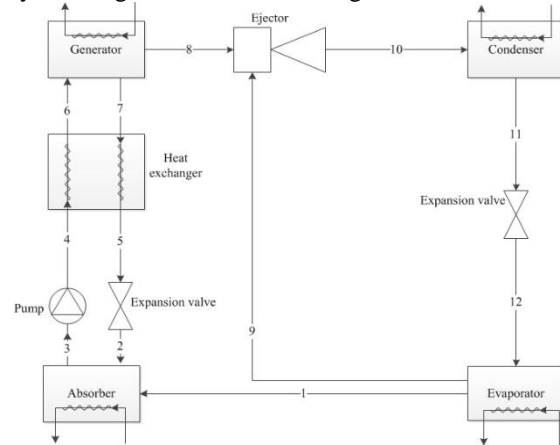 Ejector
Generator
8
10
Condenser
6
7
11
Heat
exchanger
Expansion valve
4
5
12
Pump
Expansion valve
9
3
2
Absorber
1
Evaporator